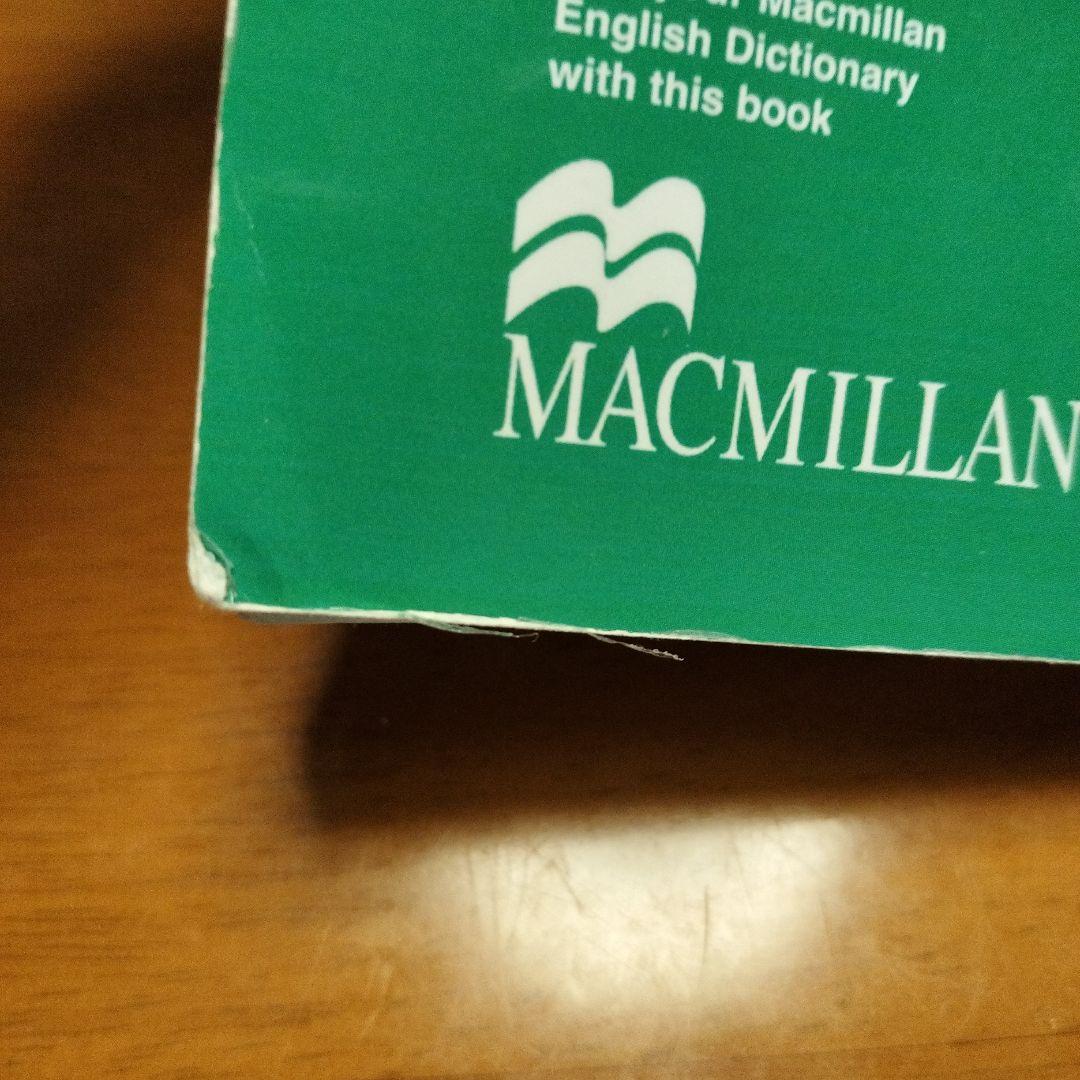 Macmillan
English Dictionary
with this book
MACMILLAN